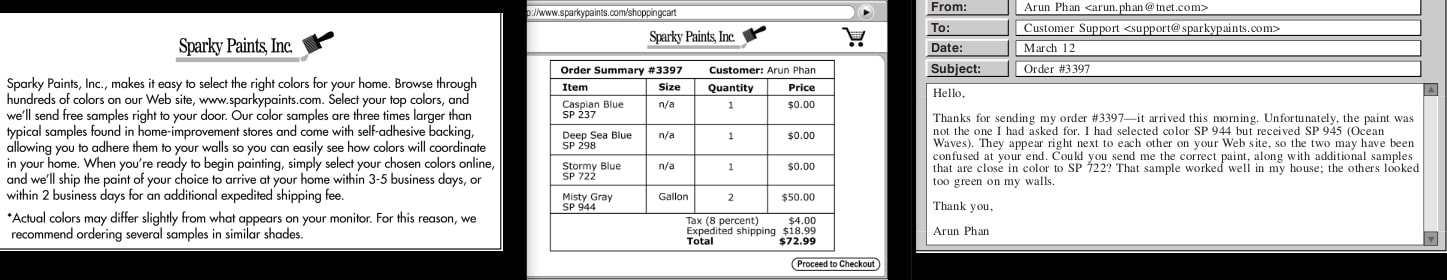 Sparky Paints, Inc.
Sparky Paints, Inc., makes it easy to select the right colors for your home. Browse through
hundreds of colors on our Web site, www.sparkypaints.com. Select your top colors, and
we'll send free samples right to your door. Our color samples are three times larger than
typical samples found in home-improvement stores and come with self-adhesive backing,
allowing you to adhere them to your walls so you can easily see how colors will coordinate
in your home. When you're ready to begin painting, simply select your chosen colors online,
and we'll ship the paint of your choice to arrive at your home within 3-5 business days, or
within 2 business days for an additional expedited shipping fee.
*Actual colors may differ slightly from what appears on your monitor. For this reason, we
recommend ordering several samples in similar shades.
p://www.sparkypaints.com/shoppingcart
Sparky Paints, Inc.
Order Summary #3397 Customer: Arun Phan
Item Size Quantity Price
Caspian Blue n/a 1 $0.00
SP 237
Deep Sea Blue n/a 1 $0.00
SP 298
Stormy Blue n/a 1 $0.00
SP 722
Misty Gray Gallon 2 $50.00
SP 944
Tax (8 percent) $4.00
Expedited shipping $18.99
Total $72.99
Proceed to Checkout
From: Arun Phan <arun.phan@tnet.com>
To: Customer Support <support@sparkypaints.com>
Date: March 12
Subject: Order #3397
Hello,
Thanks for sending my order #3397—it arrived this morning. Unfortunately, the paint was
not the one I had asked for. I had selected color SP 944 but received SP 945 (Ocean
Waves). They appear right next to each other on your Web site, so the two may have been
confused at your end. Could you send me the correct paint, along with additional samples
that are close in color to SP 722? That sample worked well in my house; the others looked
too green on my walls.
Thank you,
Arun Phan